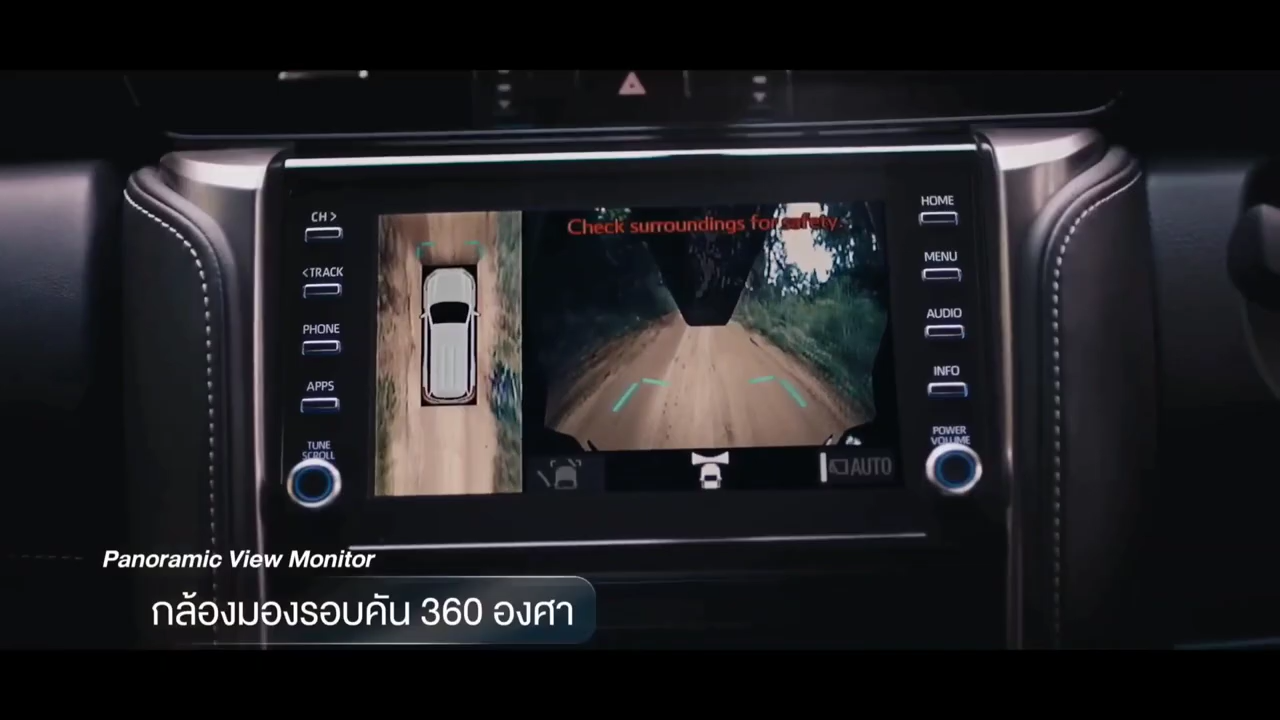 CH >
< TRACK
PHONE
APPS
TUNE
SCROLL
Check surroundings for safety.
AUTO
HOME
MENU
AUDIO
INFO
POWER
VOLUME
Panoramic View Monitor
กล้องมองรอบคัน 360 องศา